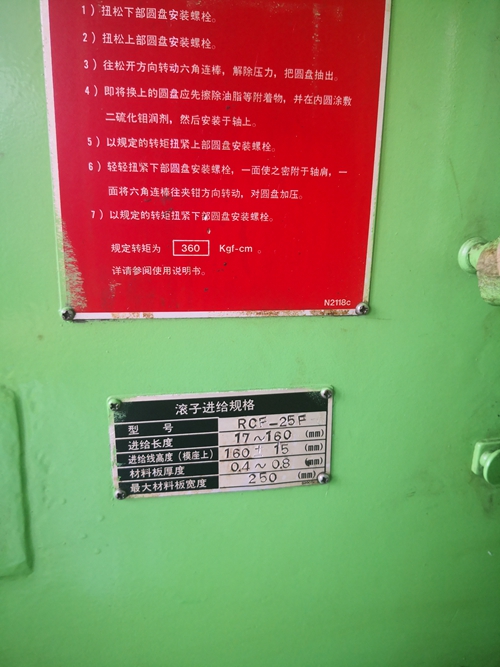 1）扭松下部圆盘安装螺栓。
2）扭松上部圆盘安装螺栓。
3）往松开方向转动六角连棒，解除压力，把圆盘抽出。
4）即将换上的圆盘应先擦除油脂等附着物，并在内圆涂敷
二硫化钼润剂，然后安装于轴上。
5）以规定的转矩扭紧上部圆盘安装螺栓。
6）轻轻扭紧下部圆盘安装螺栓，一面使之密附于轴肩，一
面将六角连棒往夹钳方向转动，对圆盘加压。
7）以规定的转矩扭紧下部圆盘安装螺栓。
规定转矩为 360 Kgf-cm 。
详请参阅使用说明书。
N2118c
滚子进给规格
型 号 RCF-25F
进给长度 17～160 (mm)
进给线高度（模座上） 160 ± 15 (mm)
材料板厚度 0.4～0.8 (mm)
最大材料板宽度 250 (mm)